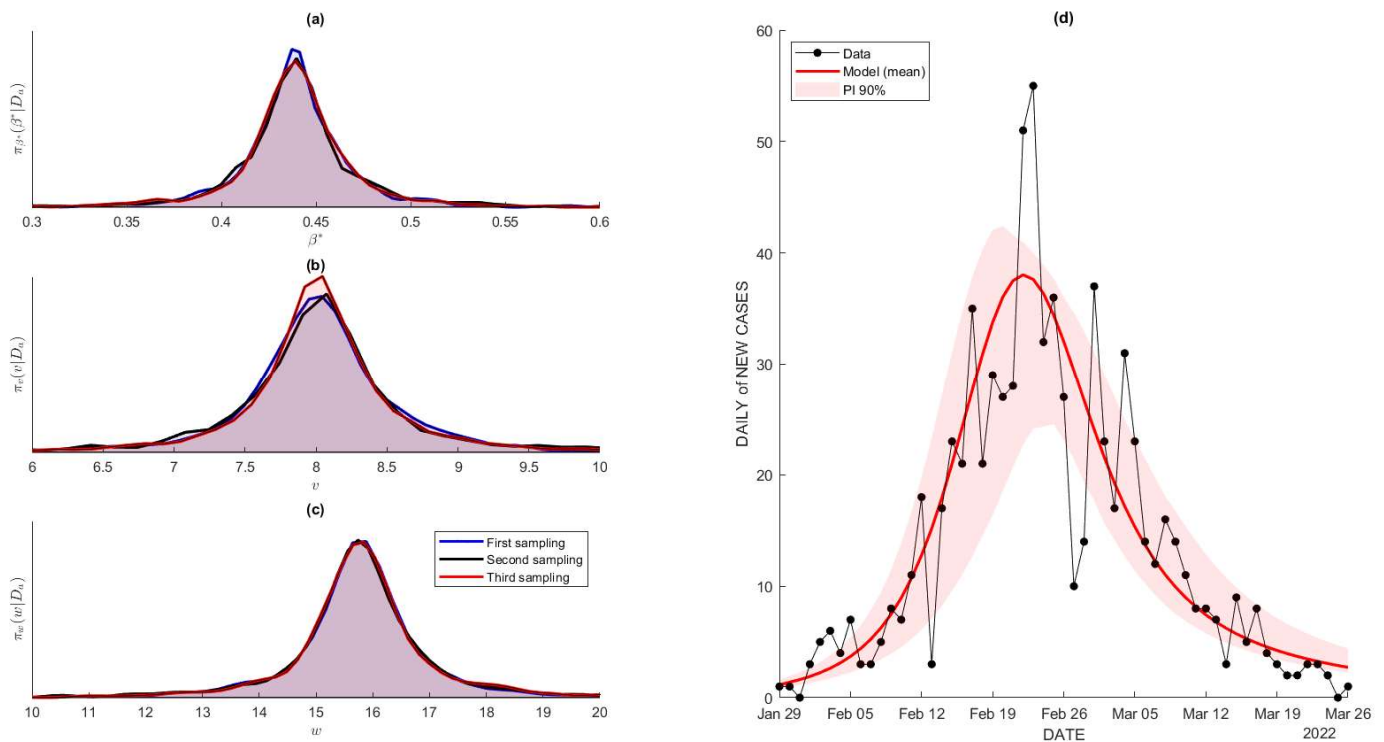 (a)
π_β*(β*|D_n)
0.3 0.35 0.4 0.45 0.5 0.55 0.6
β*
(b)
π_v(v|D_n)
6 6.5 7 7.5 8 8.5 9 9.5 10
v
(c)
First sampling
Second sampling
Third sampling
π_w(w|D_n)
10 11 12 13 14 15 16 17 18 19 20
w
(d)
60
50
40
30
20
10
0
Data
Model (mean)
PI 90%
DAILY of NEW CASES
Jan 29 Feb 05 Feb 12 Feb 19 Feb 26 Mar 05 Mar 12 Mar 19 Mar 26
DATE
2022